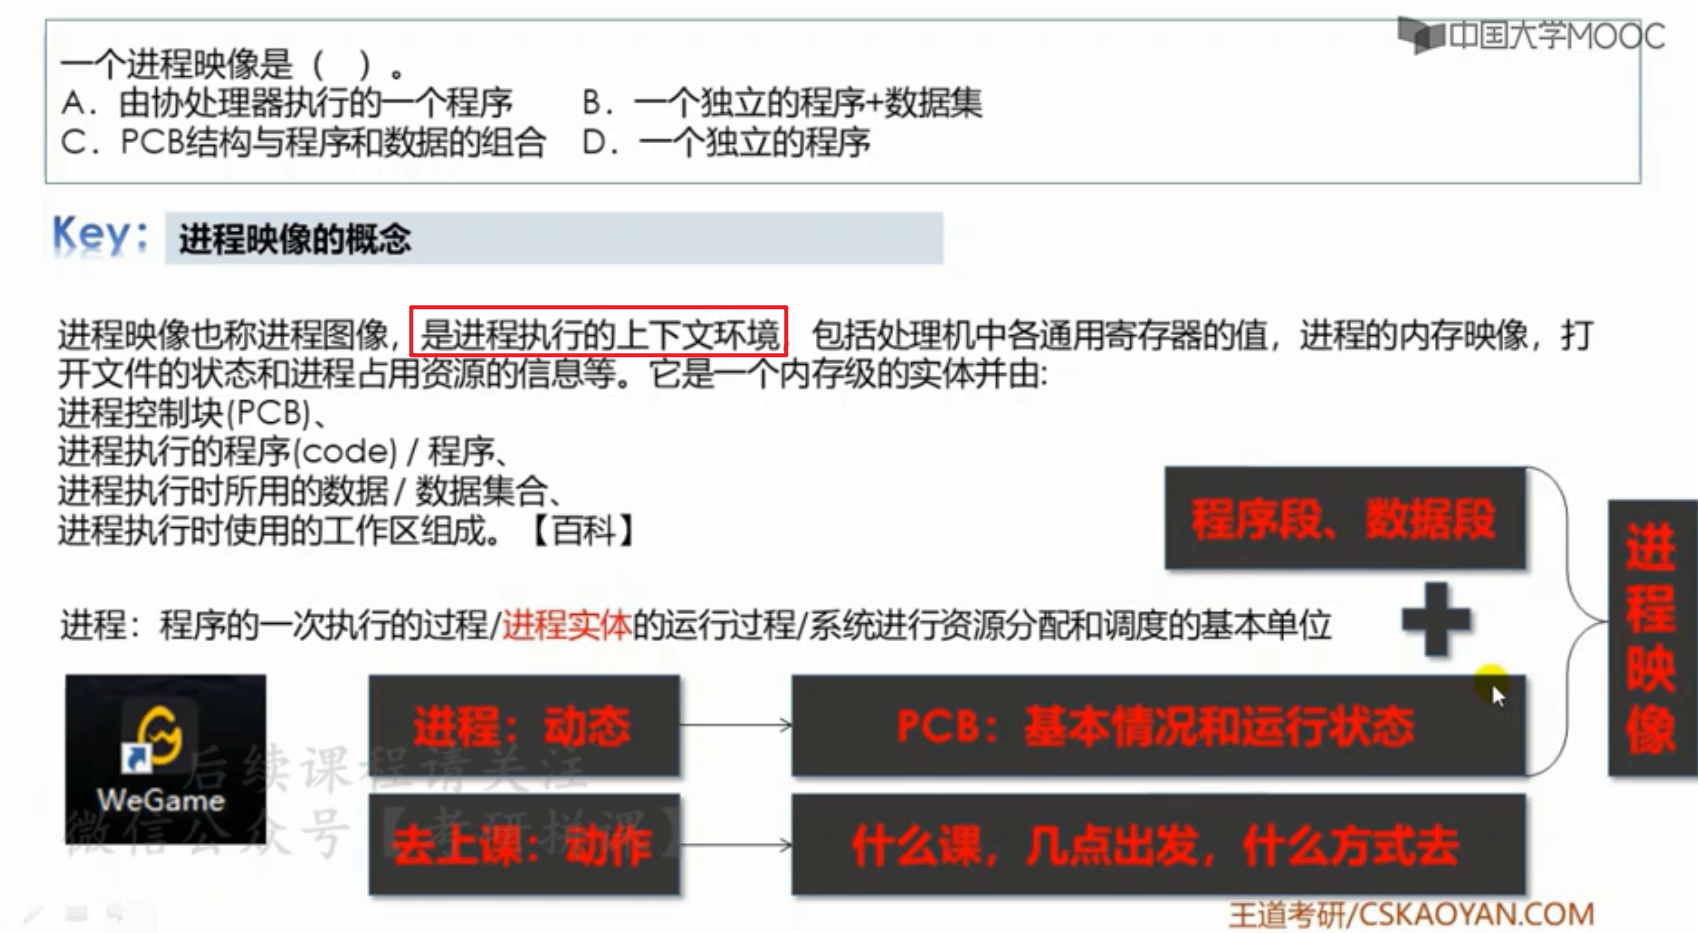 中国大学MOOC
一个进程映像是（　）。
A．由协处理器执行的一个程序　　B．一个独立的程序+数据集
C．PCB结构与程序和数据的组合　D．一个独立的程序
Key：进程映像的概念
进程映像也称进程图像，是进程执行的上下文环境，包括处理机中各通用寄存器的值，进程的内存映像，打
开文件的状态和进程占用资源的信息等。它是一个内存级的实体并由:
进程控制块(PCB)、
进程执行的程序(code) / 程序、
进程执行时所用的数据 / 数据集合、
进程执行时使用的工作区组成。【百科】
程序段、数据段
进程映像
进程：程序的一次执行的过程/进程实体的运行过程/系统进行资源分配和调度的基本单位
WeGame
进程：动态
PCB：基本情况和运行状态
后续课程请关注
微信公众号【考研拼课】
去上课：动作
什么课，几点出发，什么方式去
王道考研/CSKAOYAN.COM